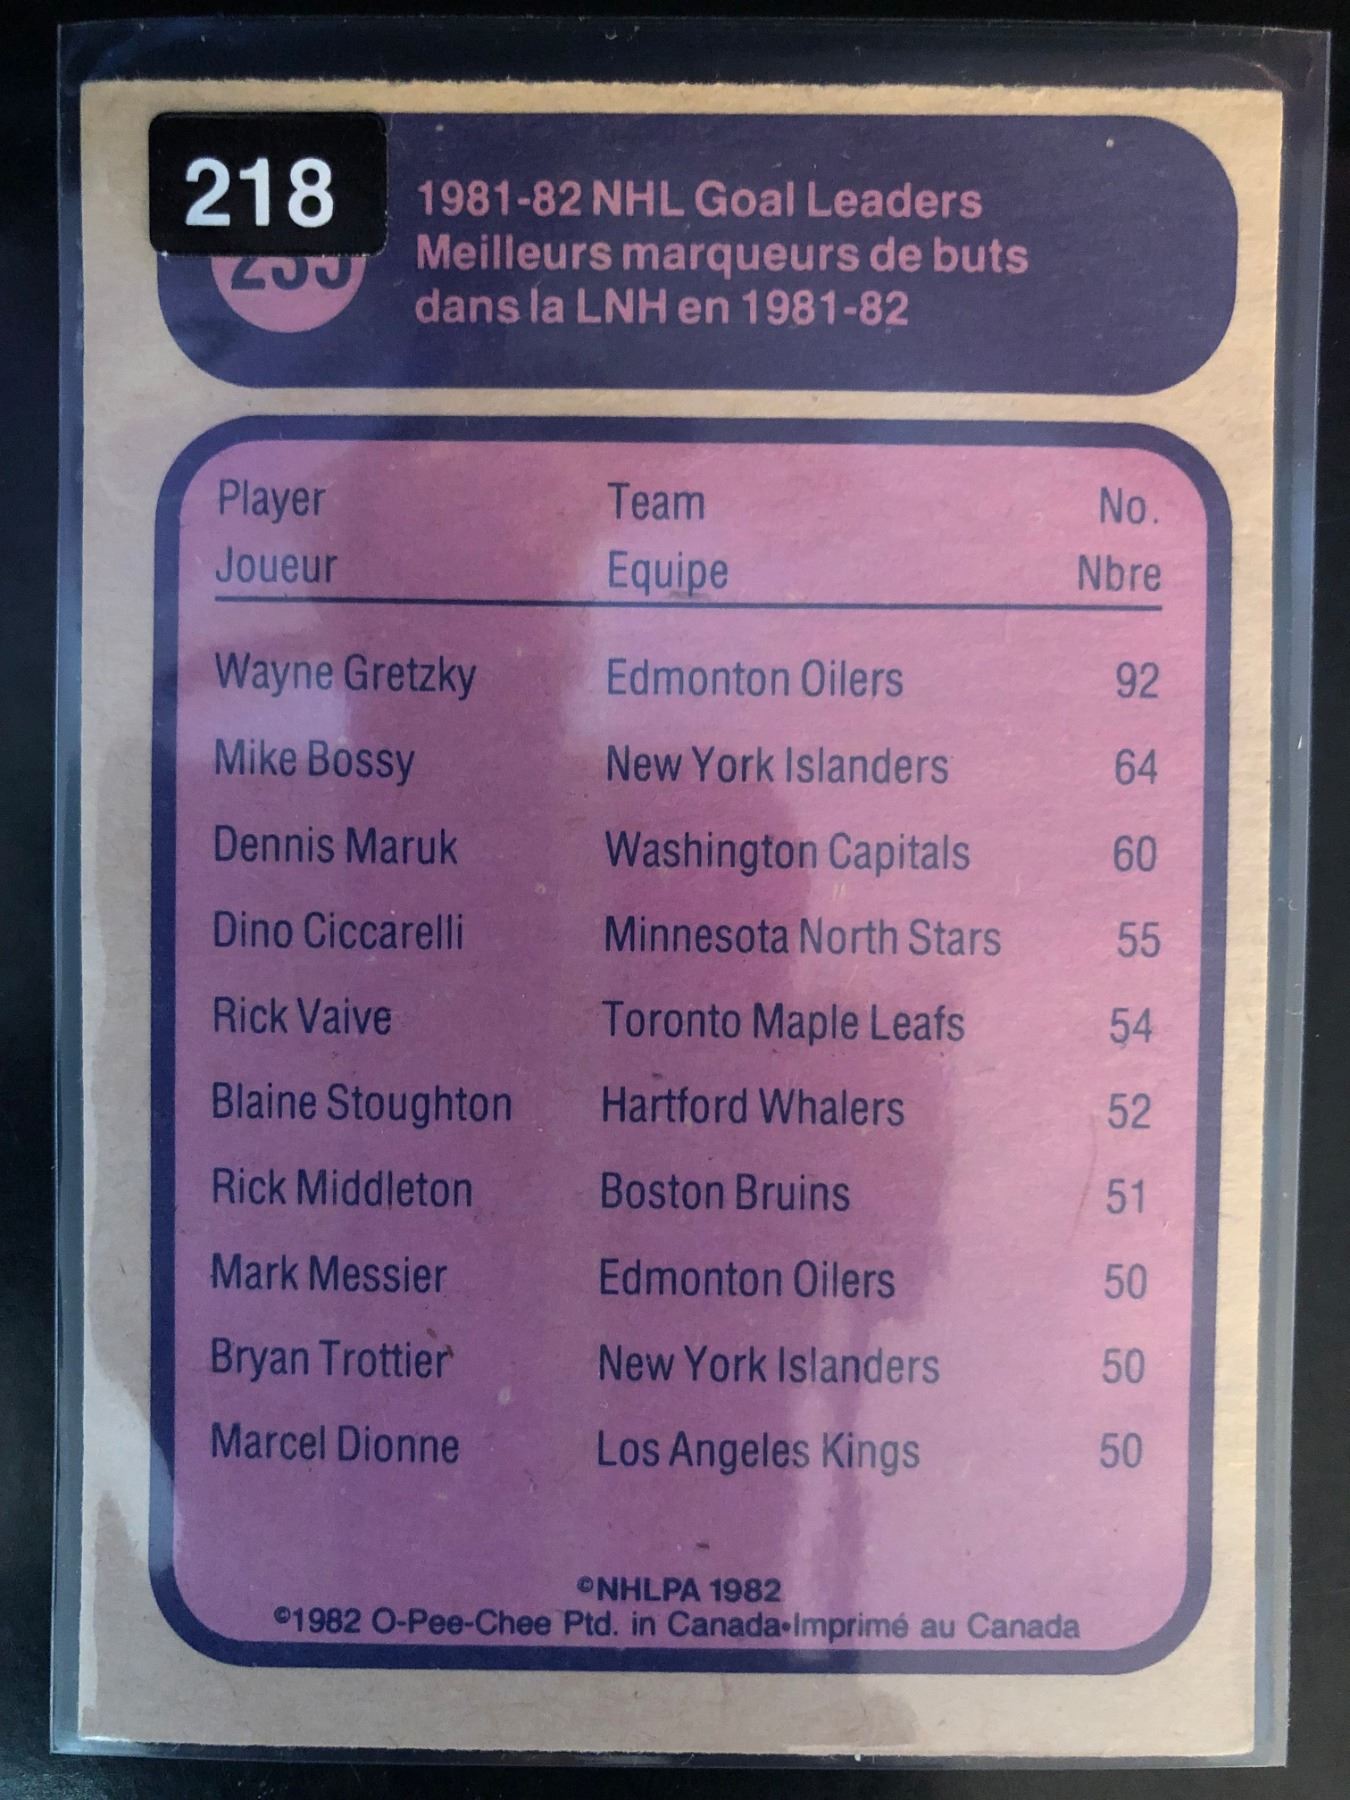 218
1981-82 NHL Goal Leaders
Meilleurs marqueurs de buts
dans la LNH en 1981-82
Player Team No.
Joueur Equipe Nbre
Wayne Gretzky Edmonton Oilers 92
Mike Bossy New York Islanders 64
Dennis Maruk Washington Capitals 60
Dino Ciccarelli Minnesota North Stars 55
Rick Vaive Toronto Maple Leafs 54
Blaine Stoughton Hartford Whalers 52
Rick Middleton Boston Bruins 51
Mark Messier Edmonton Oilers 50
Bryan Trottier New York Islanders 50
Marcel Dionne Los Angeles Kings 50
©NHLPA 1982
©1982 O-Pee-Chee Ptd. in Canada•Imprimé au Canada